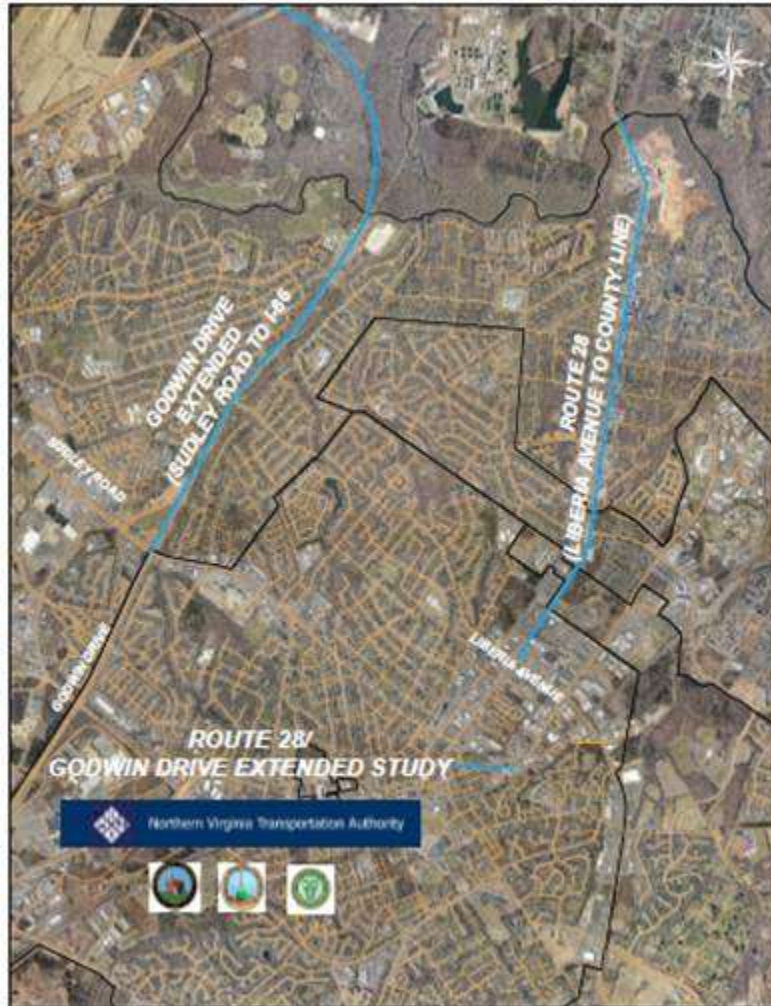 GODWIN DRIVE
EXTENDED
(SUDLEY ROAD TO I-66
ROUTE 28
(LIBERIA AVENUE TO COUNTY LINE)
SUDLEY ROAD
GODWIN DRIVE
LIBERIA AVENUE
ROUTE 28/
GODWIN DRIVE EXTENDED STUDY
Northern Virginia Transportation Authority